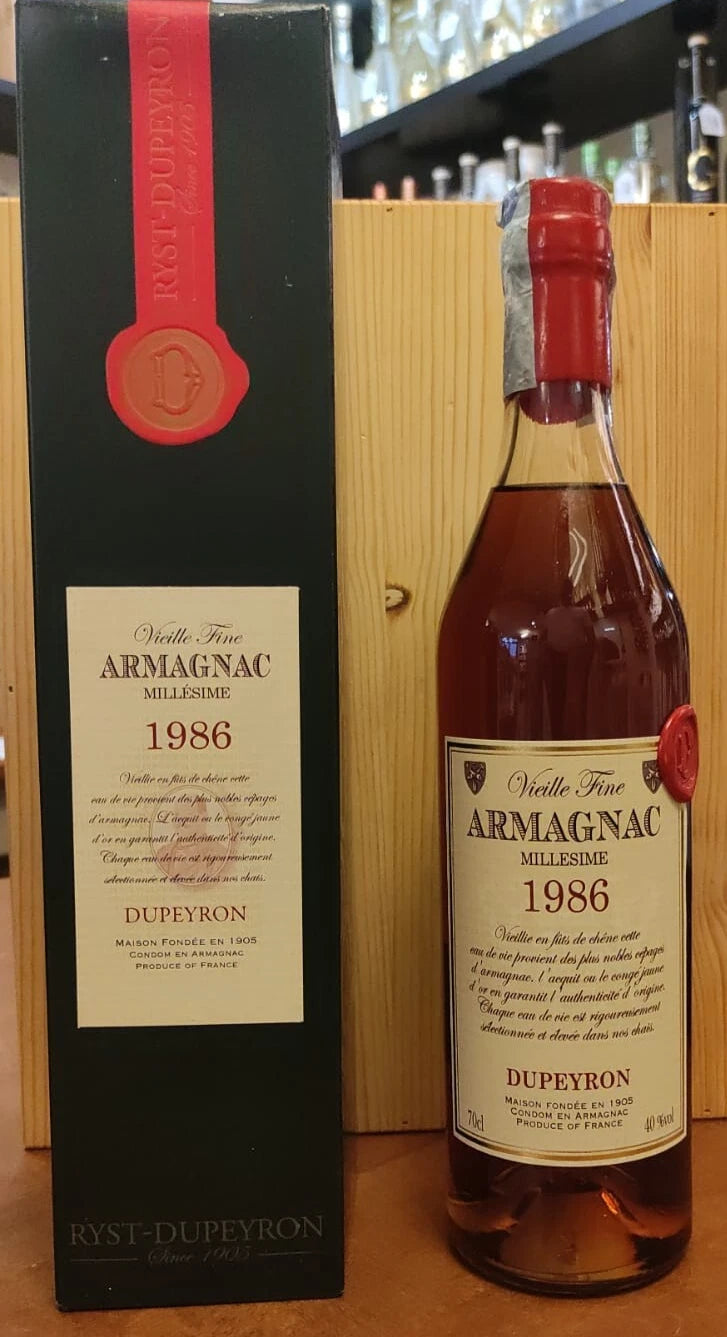 RYST-DUPEYRON
Since 1905
D
Vieille Fine
ARMAGNAC
MILLÉSIME
1986
Vieillie en fûts de chêne cette
eau de vie provient des plus nobles cépages
d'armagnac. L'acquit ou le congé jaune
d'or en garantit l'authenticité d'origine.
Chaque eau de vie est rigoureusement
sélectionnée et élevée dans nos chais.
DUPEYRON
MAISON FONDÉE EN 1905
CONDOM EN ARMAGNAC
PRODUCE OF FRANCE
RYST-DUPEYRON
Since 1905
Vieille Fine
ARMAGNAC
MILLESIME
1986
Vieillie en fûts de chêne cette
eau de vie provient des plus nobles cépages
d'armagnac. l'acquit ou le congé jaune
d'or en garantit l'authenticité d'origine.
Chaque eau de vie est rigoureusement
sélectionnée et elevée dans nos chais.
DUPEYRON
MAISON FONDÉE EN 1905
CONDOM EN ARMAGNAC
PRODUCE OF FRANCE
70cl
40 %vol